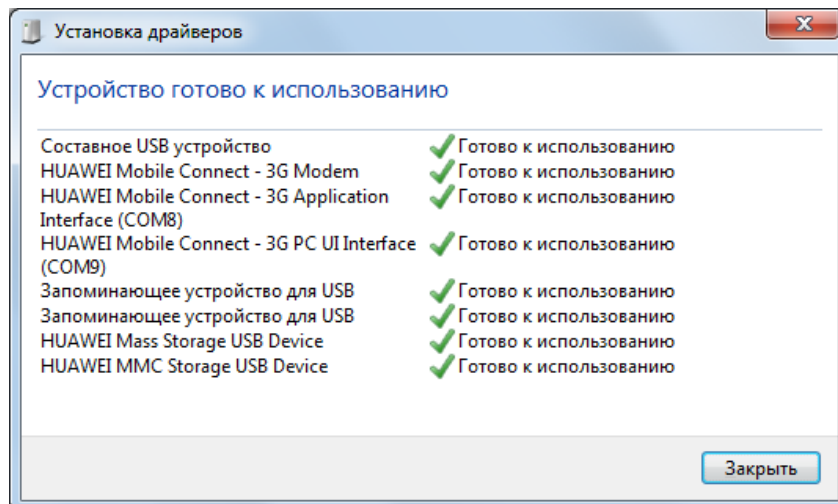 Установка драйверов
Устройство готово к использованию
Составное USB устройство Готово к использованию
HUAWEI Mobile Connect - 3G Modem Готово к использованию
HUAWEI Mobile Connect - 3G Application Готово к использованию
Interface (COM8)
HUAWEI Mobile Connect - 3G PC UI Interface Готово к использованию
(COM9)
Запоминающее устройство для USB Готово к использованию
Запоминающее устройство для USB Готово к использованию
HUAWEI Mass Storage USB Device Готово к использованию
HUAWEI MMC Storage USB Device Готово к использованию
Закрыть